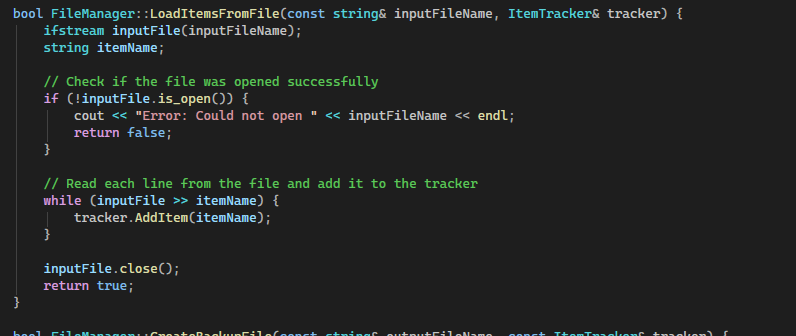 bool FileManager::LoadItemsFromFile(const string& inputFileName, ItemTracker& tracker) {
    ifstream inputFile(inputFileName);
    string itemName;

    // Check if the file was opened successfully
    if (!inputFile.is_open()) {
        cout << "Error: Could not open " << inputFileName << endl;
        return false;
    }

    // Read each line from the file and add it to the tracker
    while (inputFile >> itemName) {
        tracker.AddItem(itemName);
    }

    inputFile.close();
    return true;
}

bool FileManager::CreateBackupFile(const string& outputFileName, const ItemTracker& tracker) {